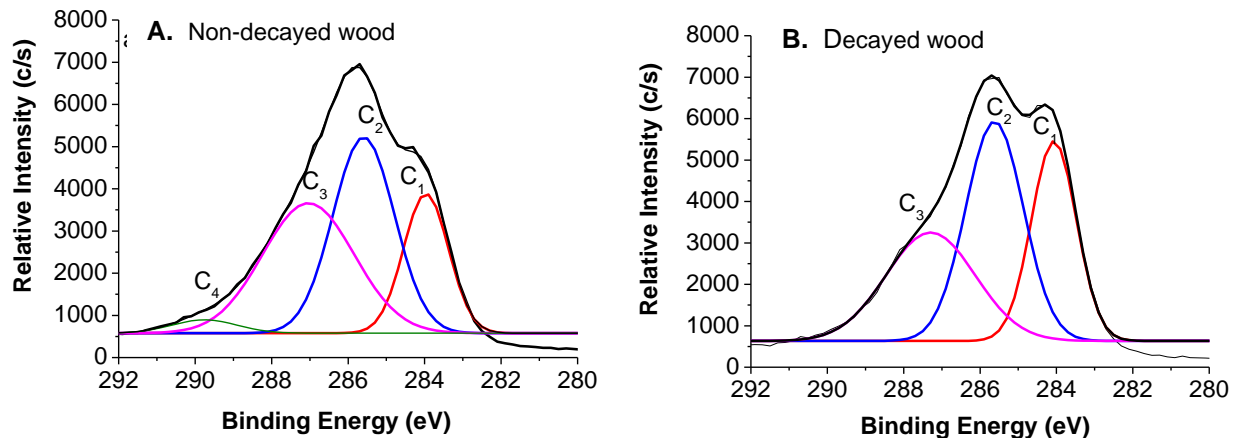 A. Non-decayed wood
Relative Intensity (c/s)
8000
7000
6000
5000
4000
3000
2000
1000
0
C₄
C₃
C₂
C₁
292 290 288 286 284 282 280
Binding Energy (eV)
B. Decayed wood
Relative Intensity (c/s)
8000
7000
6000
5000
4000
3000
2000
1000
0
C₃
C₂
C₁
292 290 288 286 284 282 280
Binding Energy (eV)